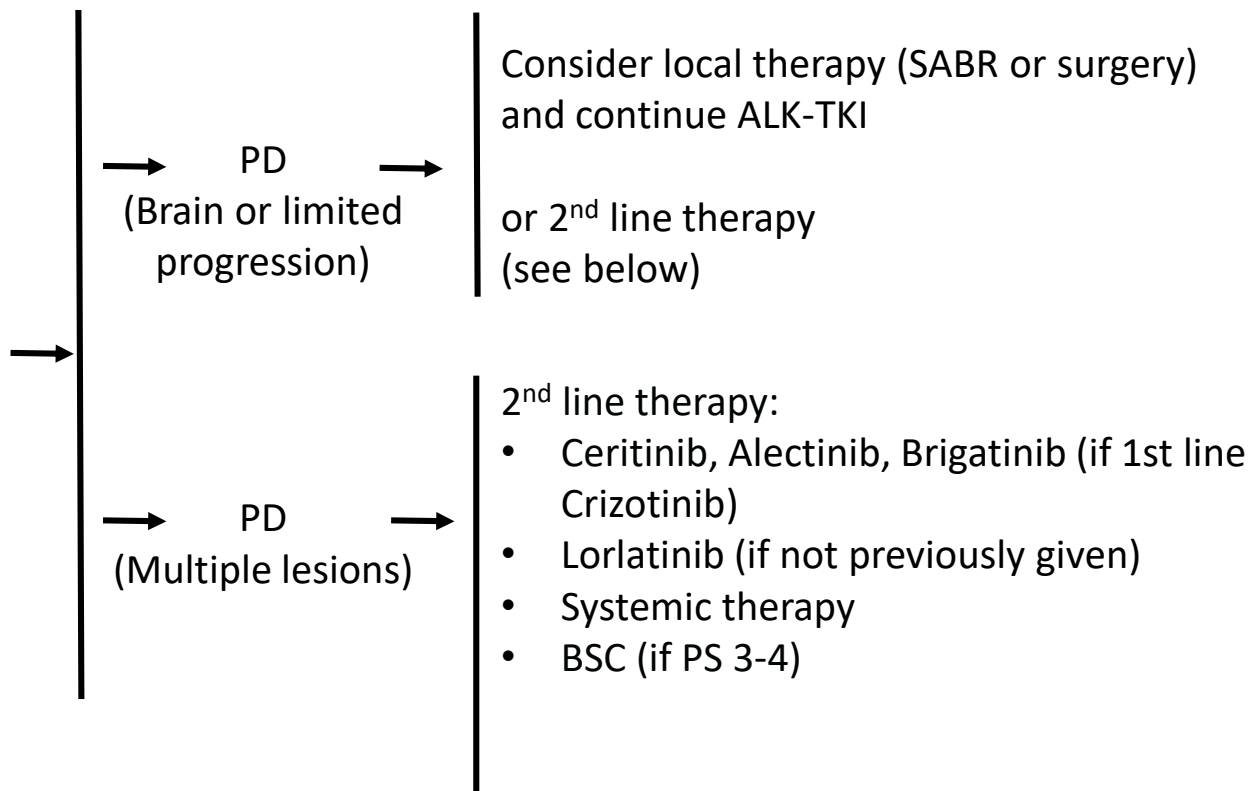 Consider local therapy (SABR or surgery)
and continue ALK-TKI
PD
(Brain or limited
progression)
or 2nd line therapy
(see below)
2nd line therapy:
• Ceritinib, Alectinib, Brigatinib (if 1st line
Crizotinib)
PD
(Multiple lesions)
• Lorlatinib (if not previously given)
• Systemic therapy
• BSC (if PS 3-4)